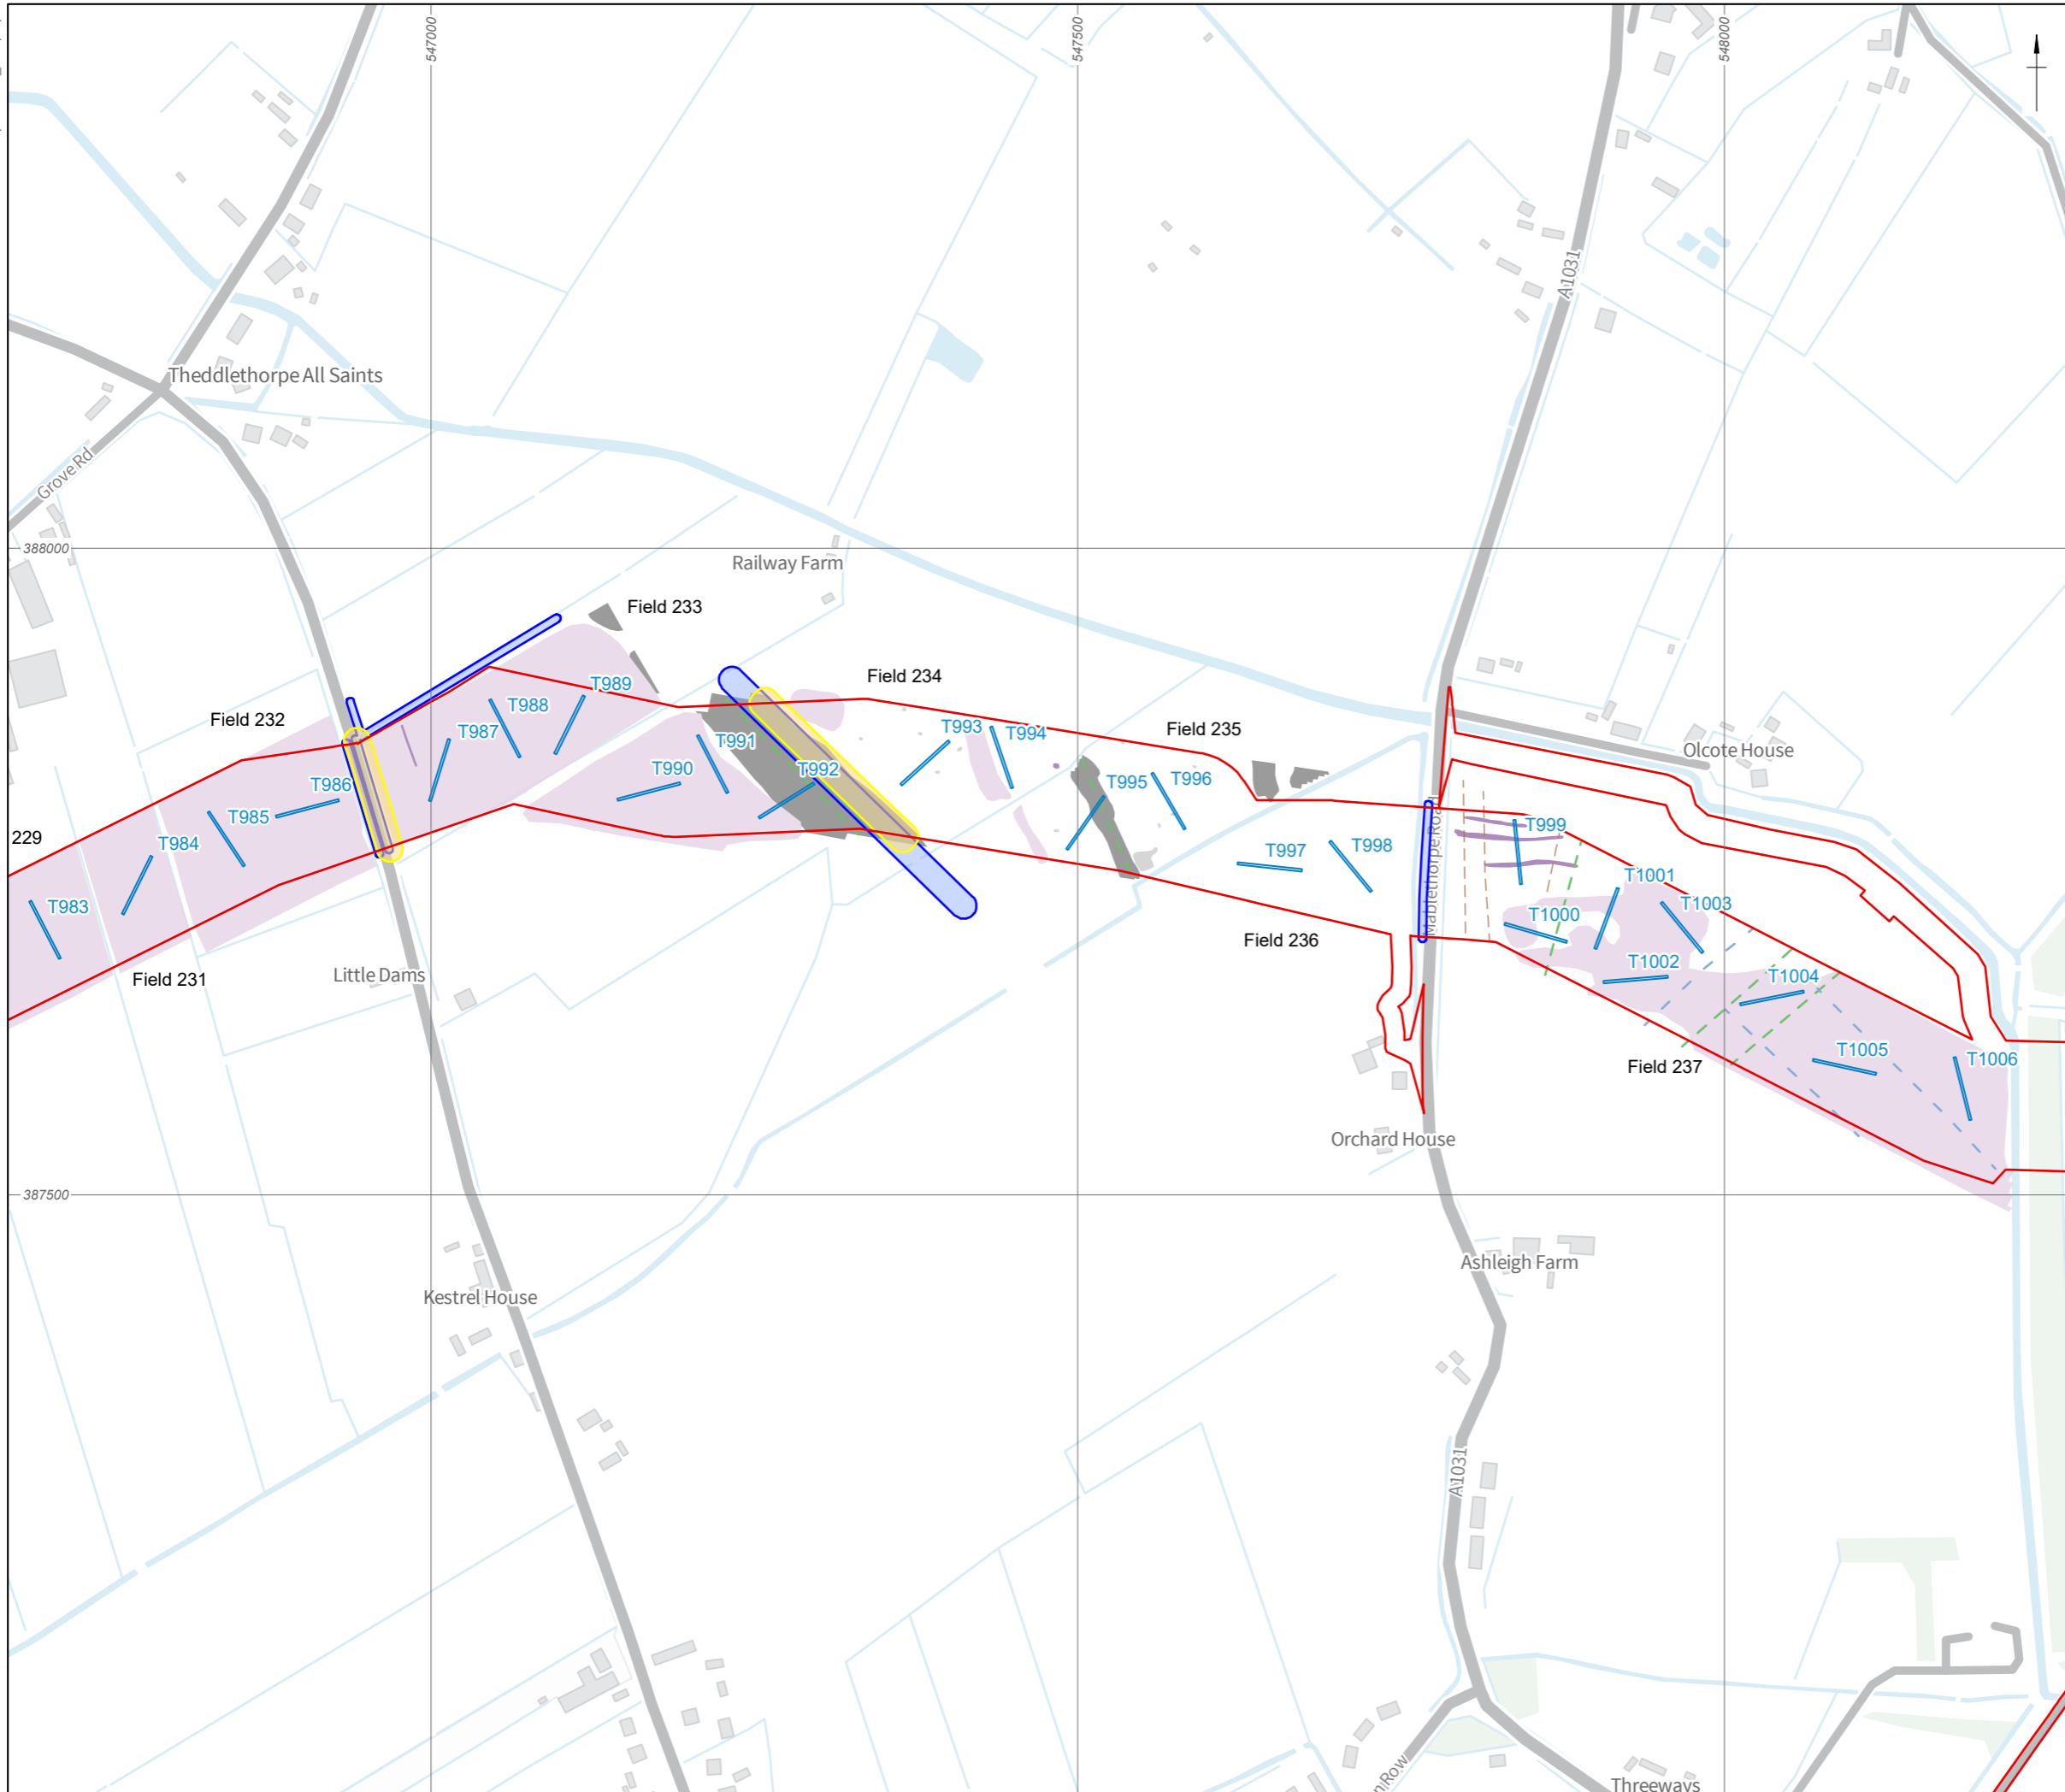 547000
547500
548000
A1031
Theddlethorpe All Saints
Grove Rd
388000
Railway Farm
Field 233
Field 234
Field 232
Field 235
Olcote House
T989
T988
T987
T993
T994
T991
T992
T990
T986
T985
T984
T983
T995
T996
T997
T998
T999
229
Mablethorpe Road
T1001
T1003
T1000
T1002
T1004
Field 231
Little Dams
Field 236
T1005
T1006
Field 237
Orchard House
387500
Ashleigh Farm
Kestrel House
A1031
Row
Threeways